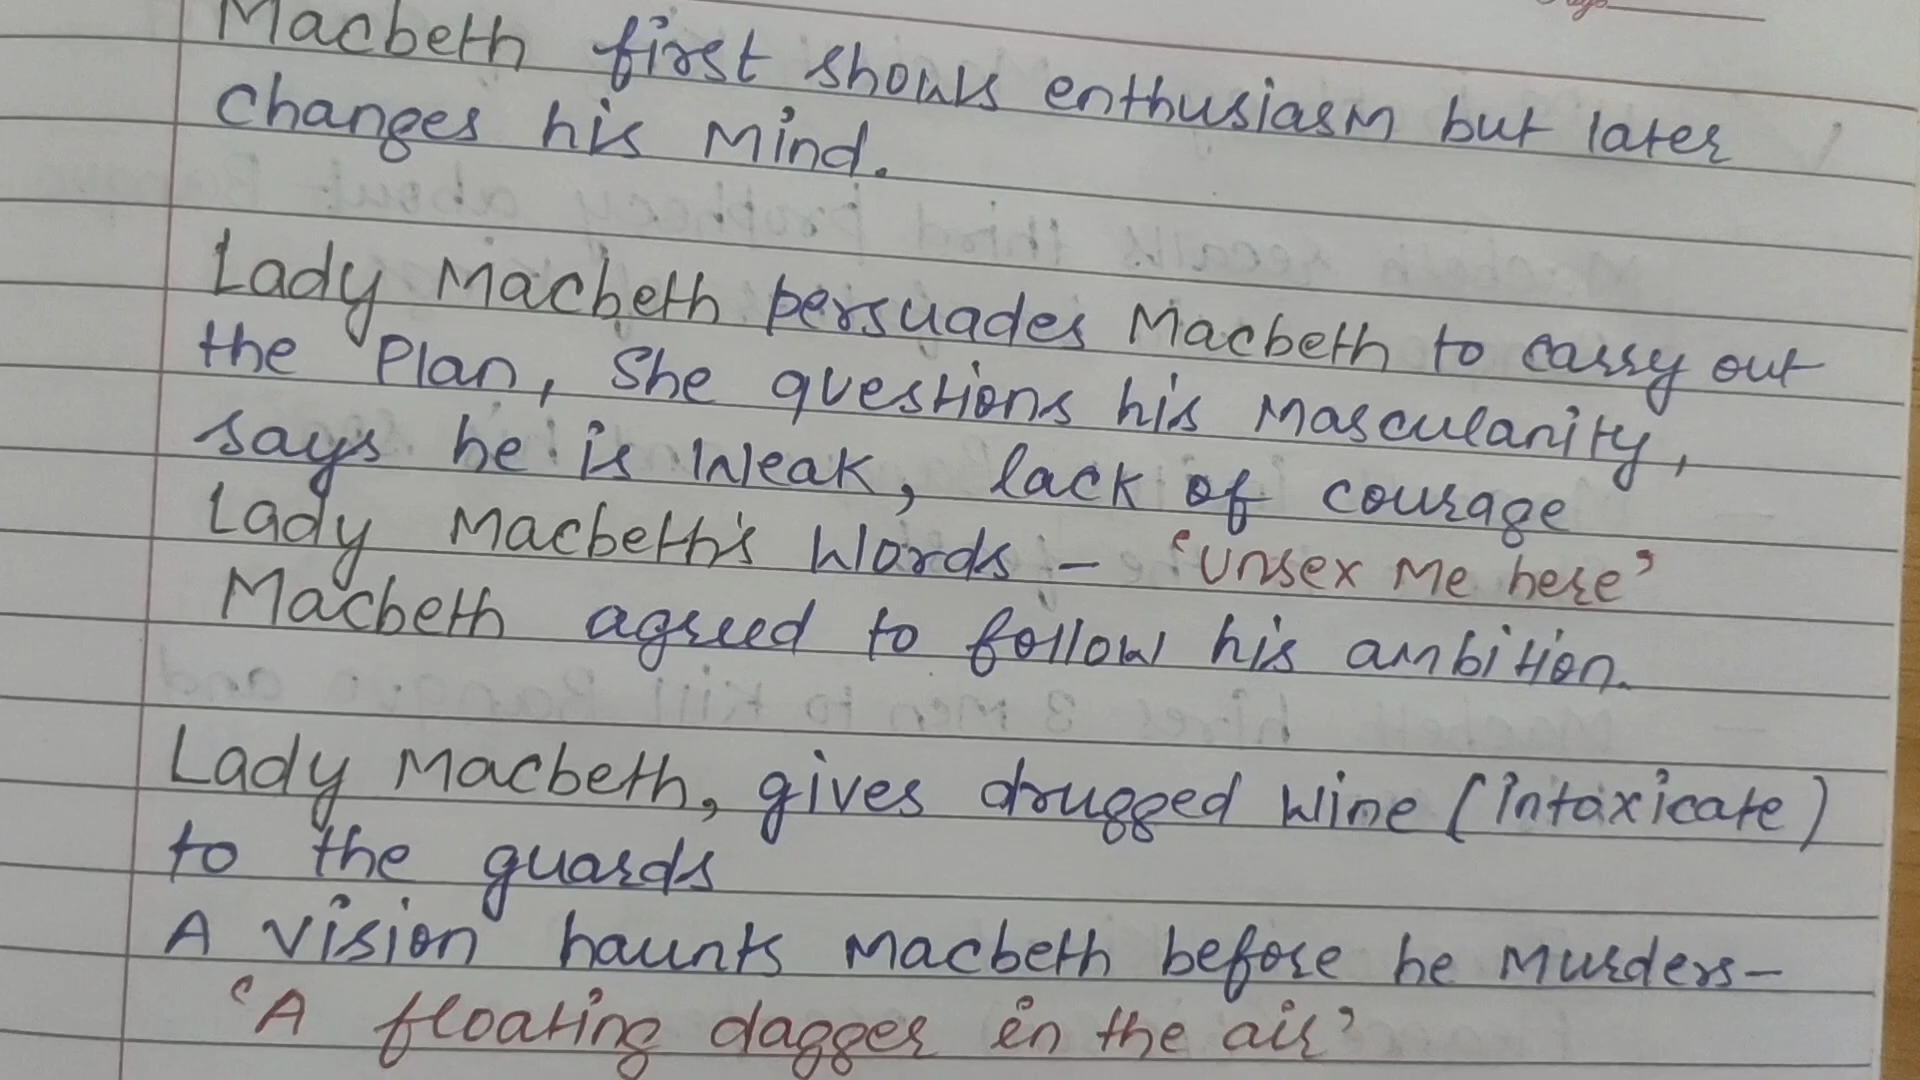 Macbeth first shows enthusiasm but later
changes his Mind.
Lady Macbeth persuades Macbeth to carry out
the Plan, She questions his Mascularity,
says he is Weak, lack of courage
Lady Macbeth's Words - 'Unsex Me here'
Macbeth agreed to follow his ambition.
Lady Macbeth, gives drugged Wine (intoxicate)
to the guards
A vision haunts Macbeth before he Murders-
'A floating dagger in the air'